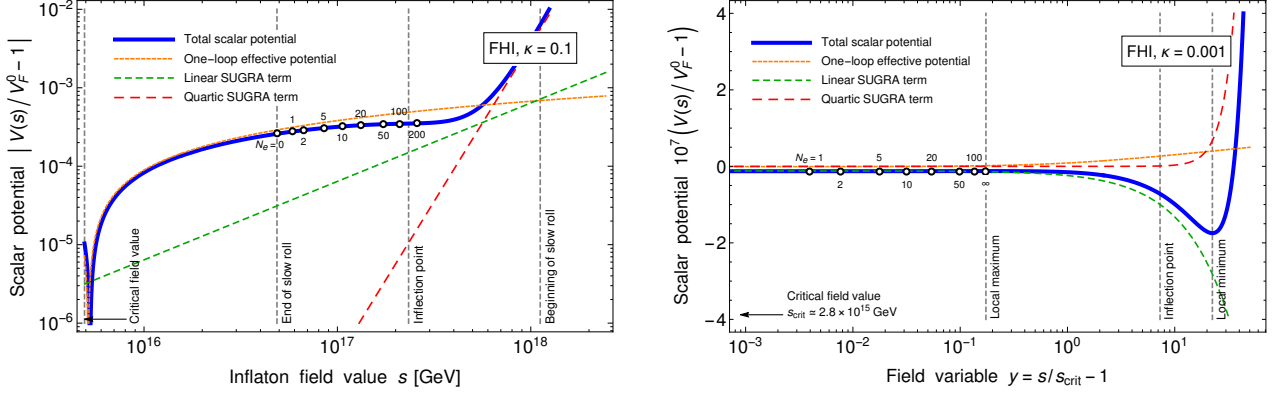 Scalar potential | V(s) / V_F^0 − 1 |
10^-2
10^-3
10^-4
10^-5
10^-6
Total scalar potential
One-loop effective potential
Linear SUGRA term
Quartic SUGRA term
FHI, κ = 0.1
1 5 20 100
N_e = 0 2 10 50 200
Critical field value
End of slow roll
Inflection point
Beginning of slow roll
10^16 10^17 10^18
Inflaton field value s [GeV]
Scalar potential 10^7 (V(s) / V_F^0 − 1)
4
2
0
−2
−4
Total scalar potential
One-loop effective potential
Linear SUGRA term
Quartic SUGRA term
FHI, κ = 0.001
N_e = 1 5 20 100
2 10 50 ∞
Critical field value
s_crit ≃ 2.8 × 10^15 GeV
Local maximum
Inflection point
Local minimum
10^-3 10^-2 10^-1 10^0 10^1
Field variable y = s / s_crit − 1